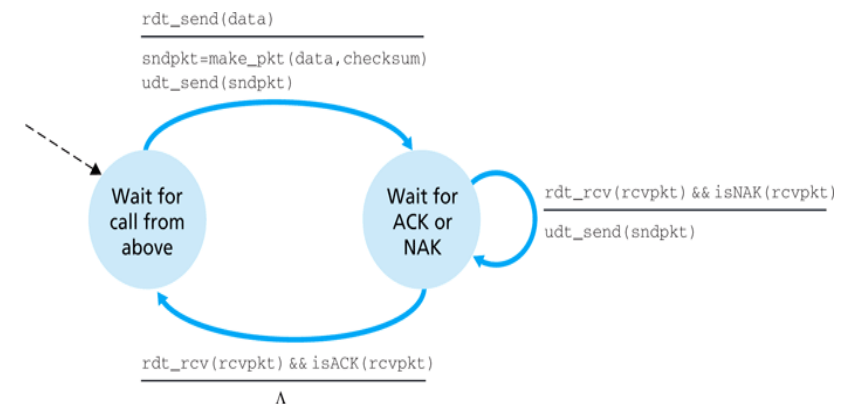 rdt_send(data)
sndpkt=make_pkt(data,checksum)
udt_send(sndpkt)
Wait for
call from
above
Wait for
ACK or
NAK
rdt_rcv(rcvpkt) && isNAK(rcvpkt)
udt_send(sndpkt)
rdt_rcv(rcvpkt) && isACK(rcvpkt)
Λ